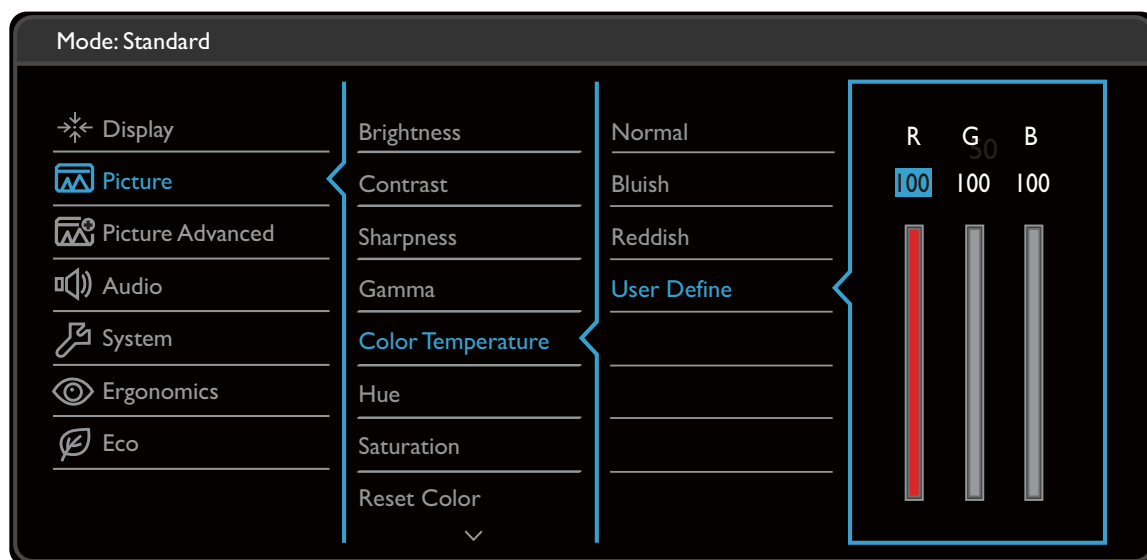 Mode: Standard
Display
Picture
Picture Advanced
Audio
System
Ergonomics
Eco
Brightness
Contrast
Sharpness
Gamma
Color Temperature
Hue
Saturation
Reset Color
Normal
Bluish
Reddish
User Define
R G B
50
100 100 100